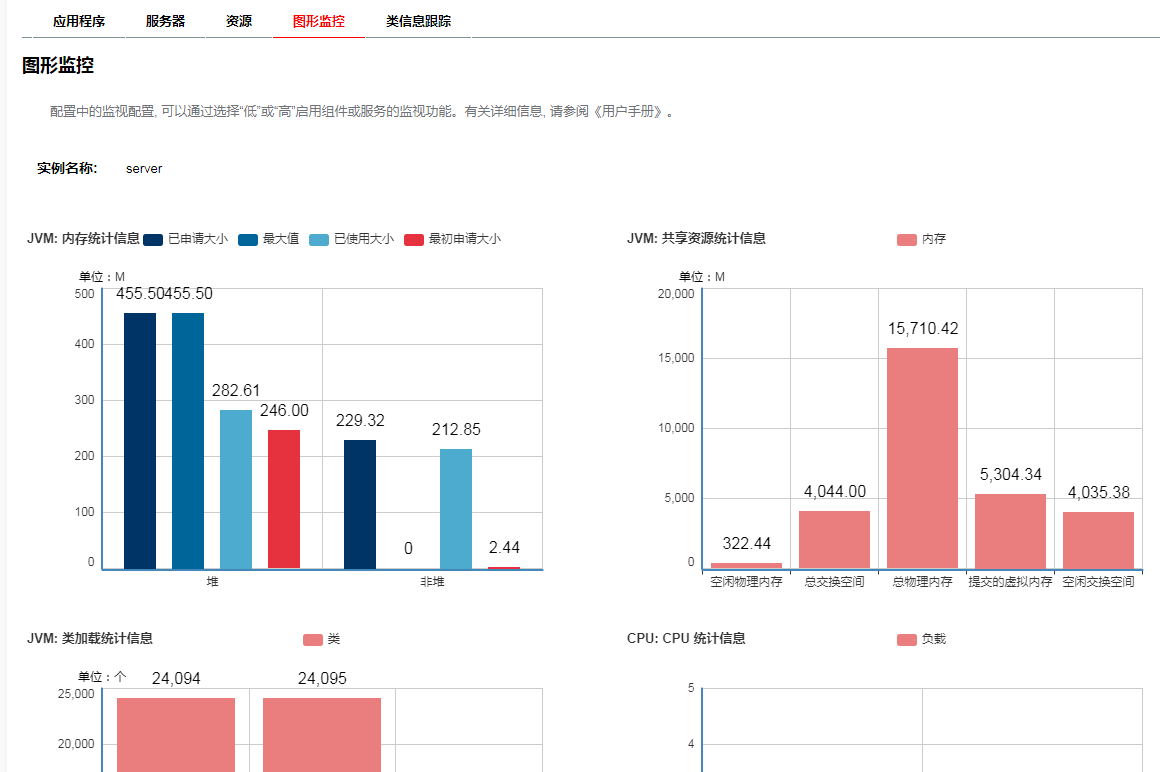 应用程序 服务器 资源 图形监控 类信息跟踪
图形监控
配置中的监视配置, 可以通过选择“低”或“高”启用组件或服务的监视功能。有关详细信息, 请参阅《用户手册》。
实例名称: server
JVM: 内存统计信息 已申请大小 最大值 已使用大小 最初申请大小
单位：M
500
400
300
200
100
0
455.50 455.50
282.61
246.00
229.32
0
212.85
2.44
堆 非堆
JVM: 共享资源统计信息 内存
单位：M
20,000
15,000
10,000
5,000
0
322.44
4,044.00
15,710.42
5,304.34
4,035.38
空闲物理内存 总交换空间 总物理内存 提交的虚拟内存 空闲交换空间
JVM: 类加载统计信息 类
单位：个
25,000
20,000
24,094
24,095
CPU: CPU 统计信息 负载
5
4